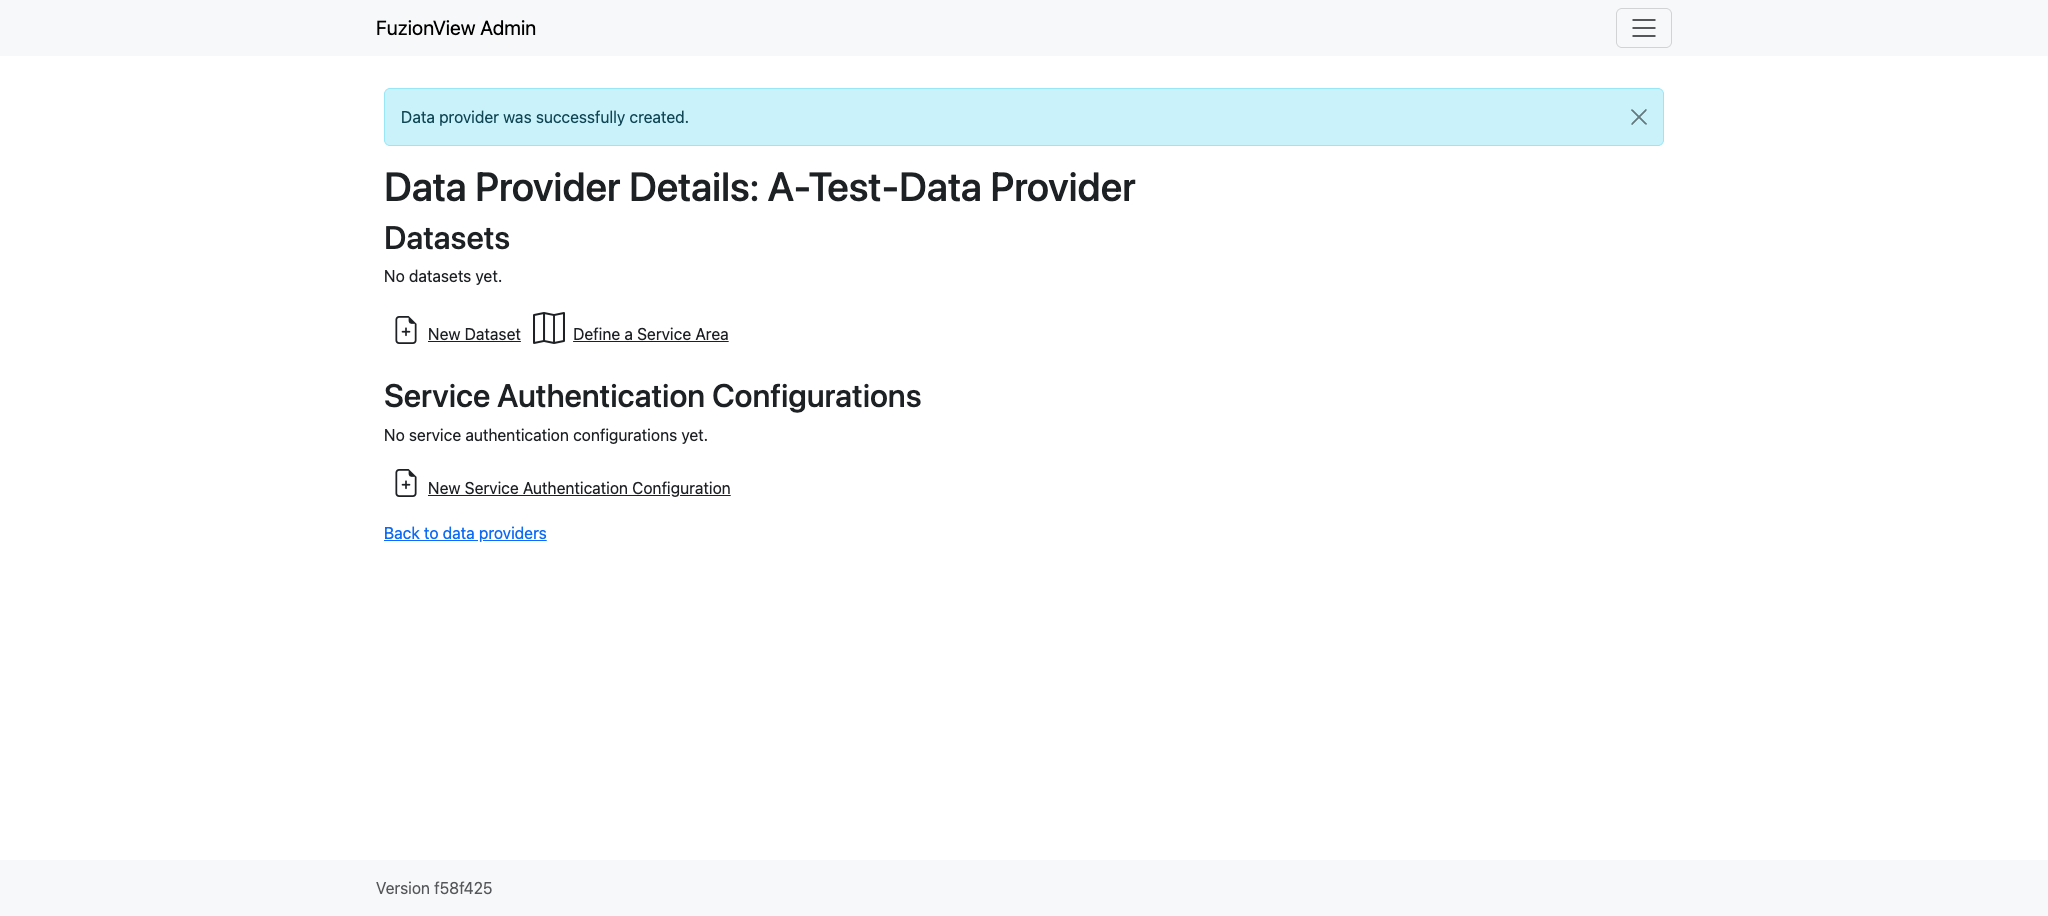 FuzionView Admin
Data provider was successfully created.
Data Provider Details: A-Test-Data Provider
Datasets
No datasets yet.
New Dataset Define a Service Area
Service Authentication Configurations
No service authentication configurations yet.
New Service Authentication Configuration
Back to data providers
Version f58f425